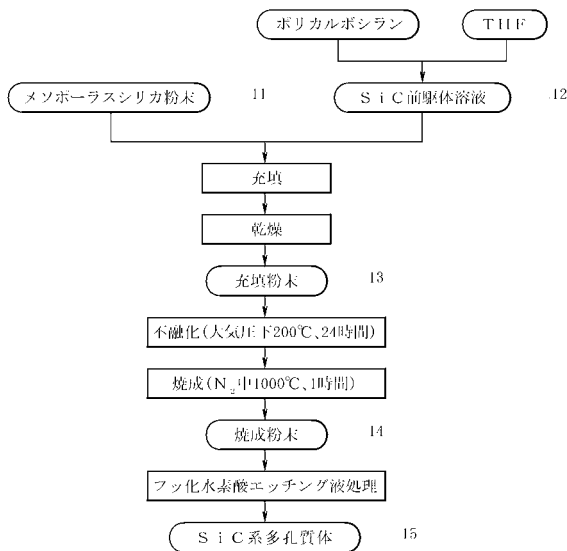 ポリカルボシラン
THF
メソポーラスシリカ粉末
11
SiC前駆体溶液
12
充填
乾燥
充填粉末
13
不融化(大気圧下200℃、24時間)
焼成(N₂中1000℃、1時間)
焼成粉末
14
フッ化水素酸エッチング液処理
SiC系多孔質体
15